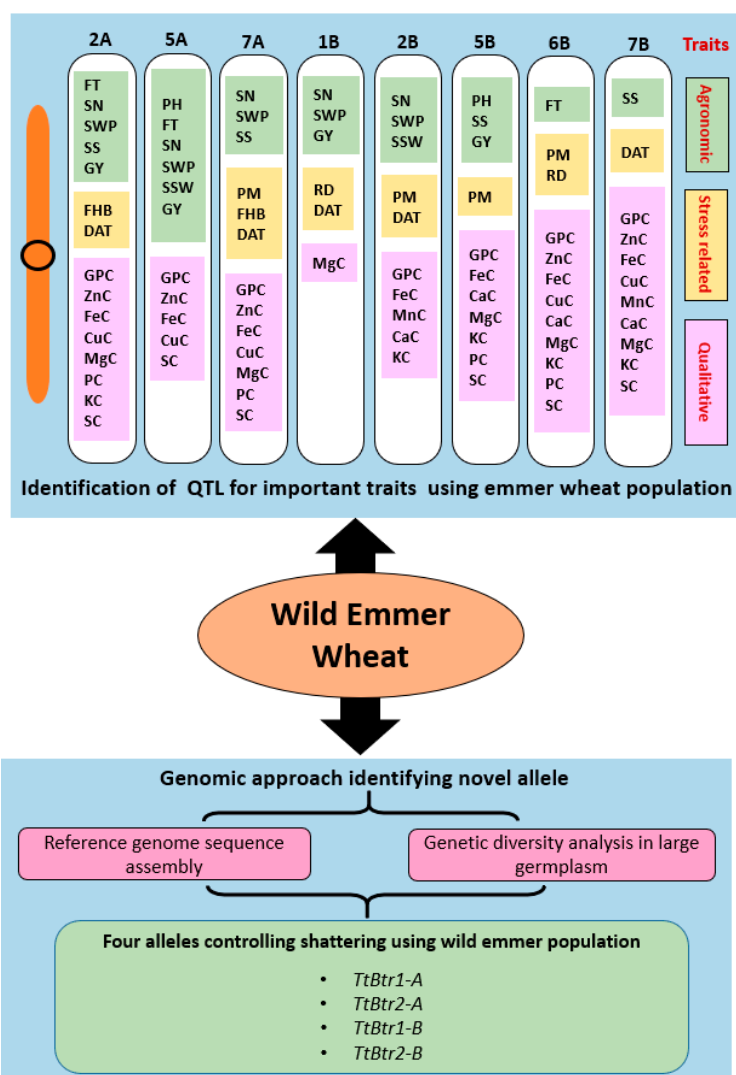 2A 5A 7A 1B 2B 5B 6B 7B Traits
FT
SN
SWP
SS
GY
FHB
DAT
GPC
ZnC
FeC
CuC
MgC
PC
KC
SC
PH
FT
SN
SWP
SSW
GY
GPC
ZnC
FeC
CuC
SC
SN
SWP
SS
PM
FHB
DAT
GPC
ZnC
FeC
CuC
MgC
PC
SC
SN
SWP
GY
RD
DAT
MgC
SN
SWP
SSW
PM
DAT
GPC
FeC
MnC
CaC
KC
PH
SS
GY
PM
GPC
FeC
CaC
MgC
KC
PC
SC
FT
PM
RD
GPC
ZnC
FeC
CuC
CaC
MgC
KC
PC
SC
SS
DAT
GPC
ZnC
FeC
CuC
MnC
CaC
MgC
KC
SC
Agronomic
Stress related
Qualitative
Identification of QTL for important traits using emmer wheat population
Wild Emmer
Wheat
Genomic approach identifying novel allele
Reference genome sequence
assembly
Genetic diversity analysis in large
germplasm
Four alleles controlling shattering using wild emmer population
• TtBtr1-A
• TtBtr2-A
• TtBtr1-B
• TtBtr2-B